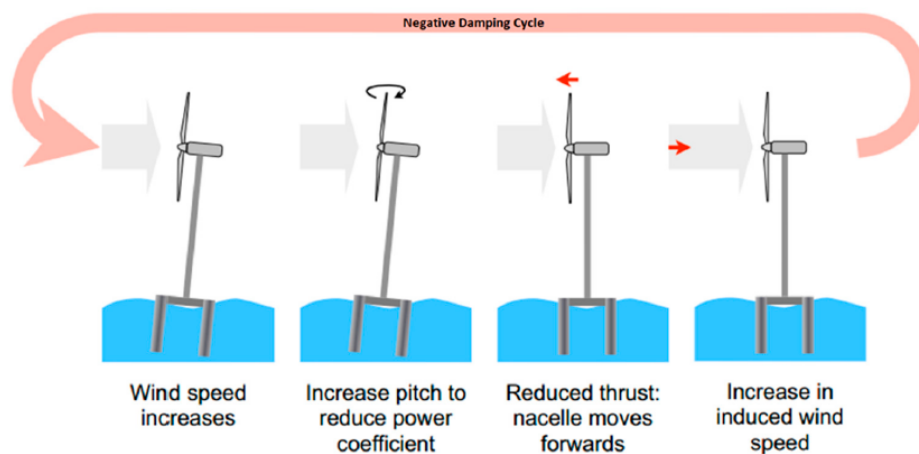 Negative Damping Cycle
Wind speed
increases
Increase pitch to
reduce power
coefficient
Reduced thrust:
nacelle moves
forwards
Increase in
induced wind
speed